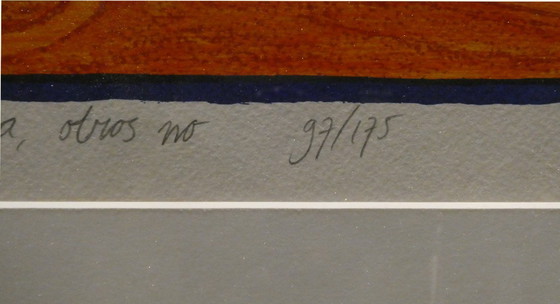 a, otros no 97/175